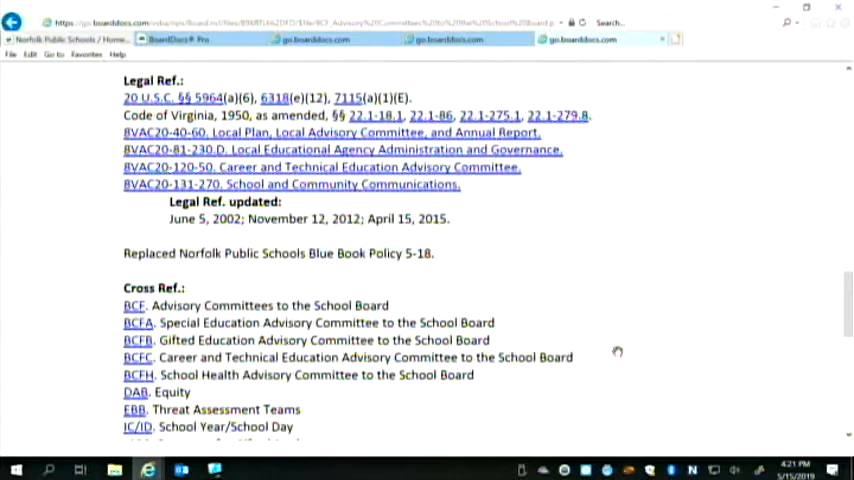 Norfolk Public Schools / Home...
BoardDocs® Pro
go.boarddocs.com
go.boarddocs.com
go.boarddocs.com
Search...
File Edit Go to Favorites Help
Legal Ref.:
20 U.S.C. §§ 5964(a)(6), 6318(e)(12), 7115(a)(1)(E).
Code of Virginia, 1950, as amended, §§ 22.1-18.1, 22.1-86, 22.1-275.1, 22.1-279.8.
8VAC20-40-60, Local Plan, Local Advisory Committee, and Annual Report.
8VAC20-81-230.D, Local Educational Agency Administration and Governance.
8VAC20-120-50, Career and Technical Education Advisory Committee.
8VAC20-131-270, School and Community Communications.
Legal Ref. updated:
June 5, 2002; November 12, 2012; April 15, 2015.
Replaced Norfolk Public Schools Blue Book Policy 5-18.
Cross Ref.:
BCF. Advisory Committees to the School Board
BCFA. Special Education Advisory Committee to the School Board
BCFB. Gifted Education Advisory Committee to the School Board
BCFC. Career and Technical Education Advisory Committee to the School Board
BCFH. School Health Advisory Committee to the School Board
DAB. Equity
EBB. Threat Assessment Teams
IC/ID. School Year/School Day
4:21 PM
5/15/2019